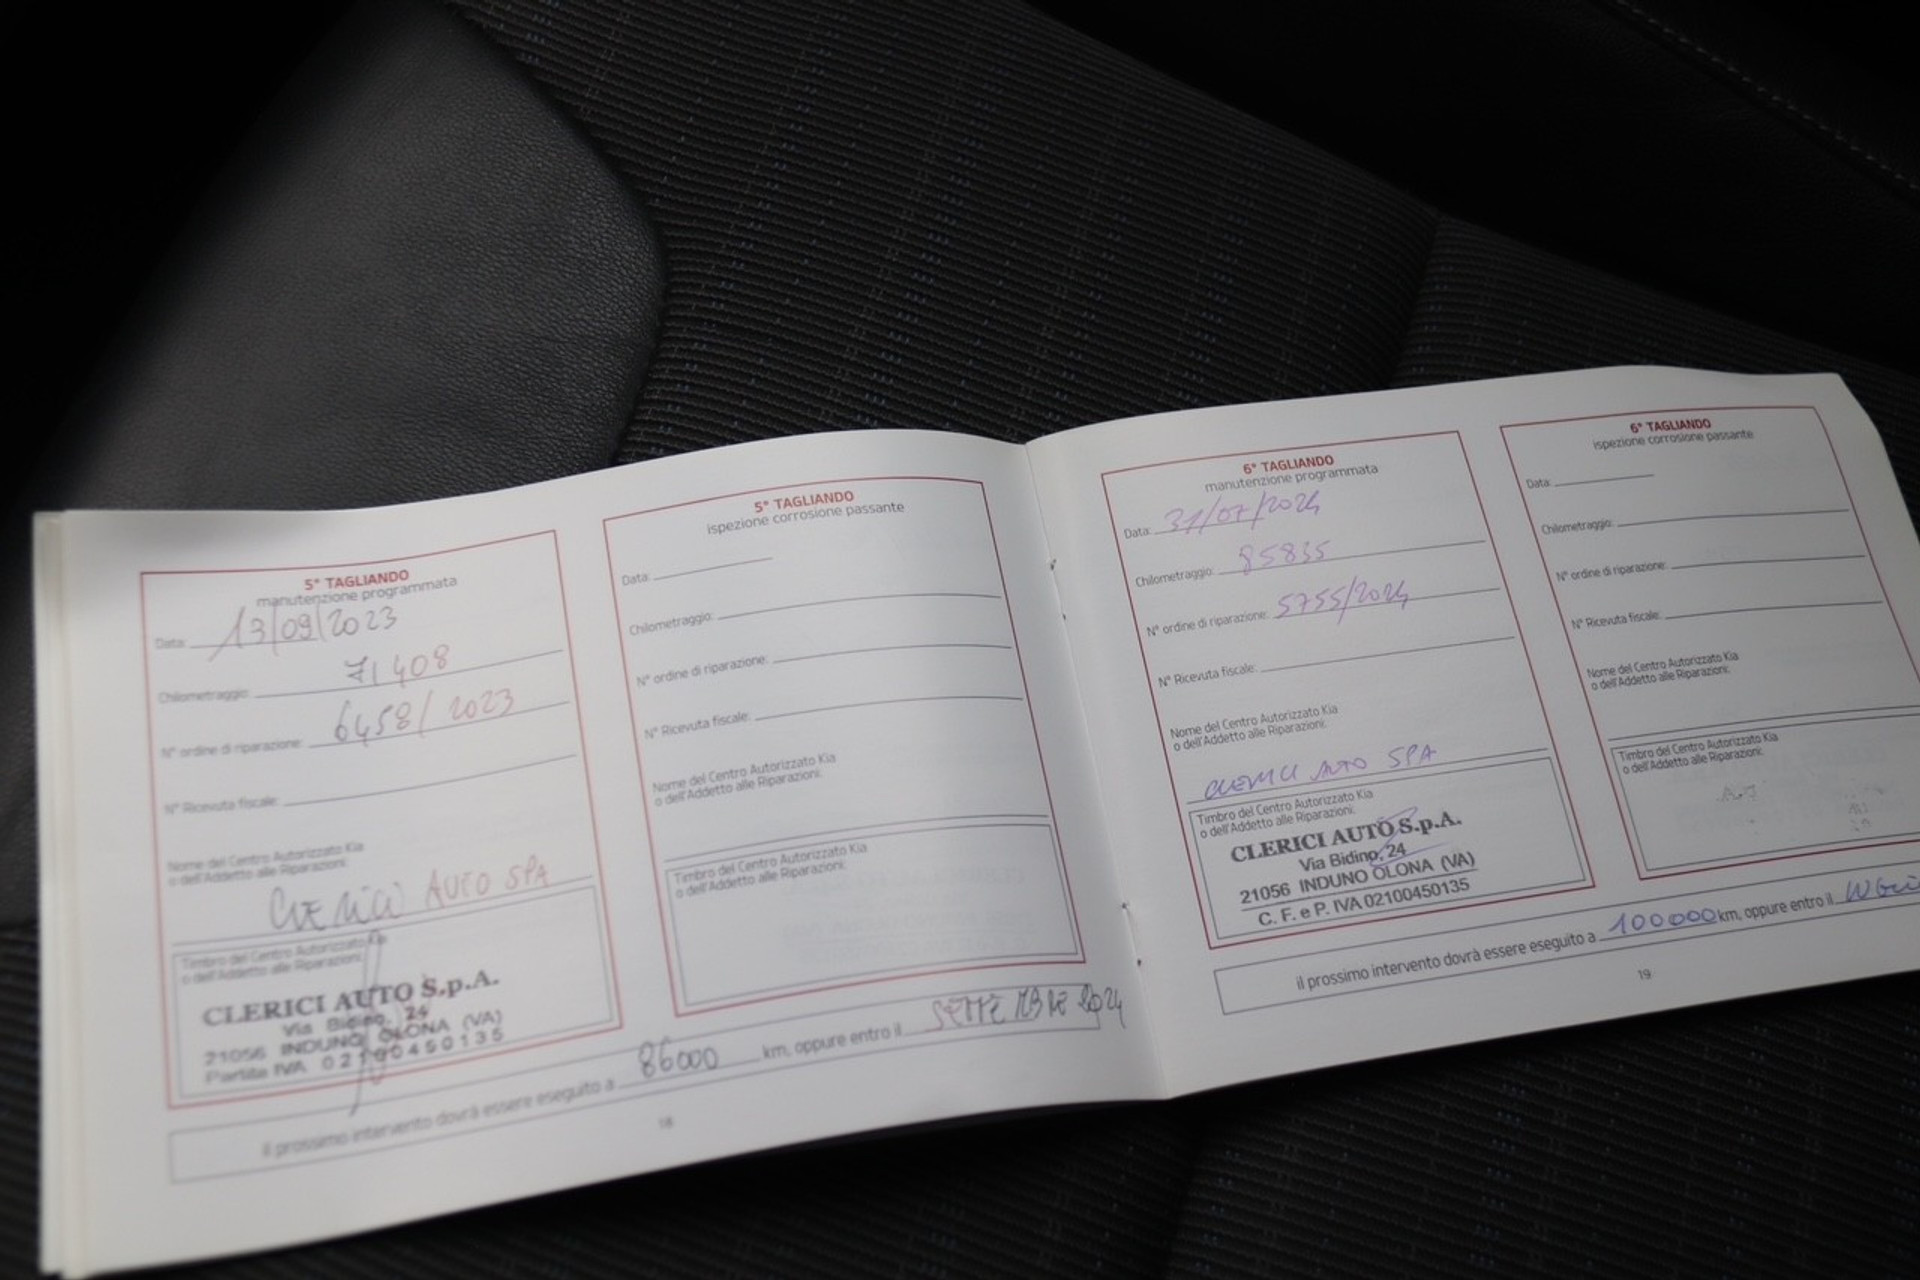 5° TAGLIANDO
manutenzione programmata
Data: 13/09/2023
Chilometraggio: 71408
N° ordine di riparazione: 6458/2023
N° Ricevuta fiscale:
Nome del Centro Autorizzato Kia
o dell'Addetto alle Riparazioni:
CLERICI AUTO SPA
Timbro del Centro Autorizzato Kia
o dell'Addetto alle Riparazioni:
CLERICI AUTO S.p.A.
Via Bidino, 24
21056 INDUNO OLONA (VA)
Partita IVA 02100450135
5° TAGLIANDO
ispezione corrosione passante
Data:
Chilometraggio:
N° ordine di riparazione:
N° Ricevuta fiscale:
Nome del Centro Autorizzato Kia
o dell'Addetto alle Riparazioni:
Timbro del Centro Autorizzato Kia
o dell'Addetto alle Riparazioni:
il prossimo intervento dovrà essere eseguito a 86000 km, oppure entro il SETTEMBRE 2024
18
6° TAGLIANDO
manutenzione programmata
Data: 31/07/2024
Chilometraggio: 85835
N° ordine di riparazione: 5755/2024
N° Ricevuta fiscale:
Nome del Centro Autorizzato Kia
o dell'Addetto alle Riparazioni:
CLERICI AUTO SPA
Timbro del Centro Autorizzato Kia
o dell'Addetto alle Riparazioni:
CLERICI AUTO S.p.A.
Via Bidino, 24
21056 INDUNO OLONA (VA)
C. F. e P. IVA 02100450135
6° TAGLIANDO
ispezione corrosione passante
Data:
Chilometraggio:
N° ordine di riparazione:
N° Ricevuta fiscale:
Nome del Centro Autorizzato Kia
o dell'Addetto alle Riparazioni:
Timbro del Centro Autorizzato Kia
o dell'Addetto alle Riparazioni:
il prossimo intervento dovrà essere eseguito a 100000 km, oppure entro il
19